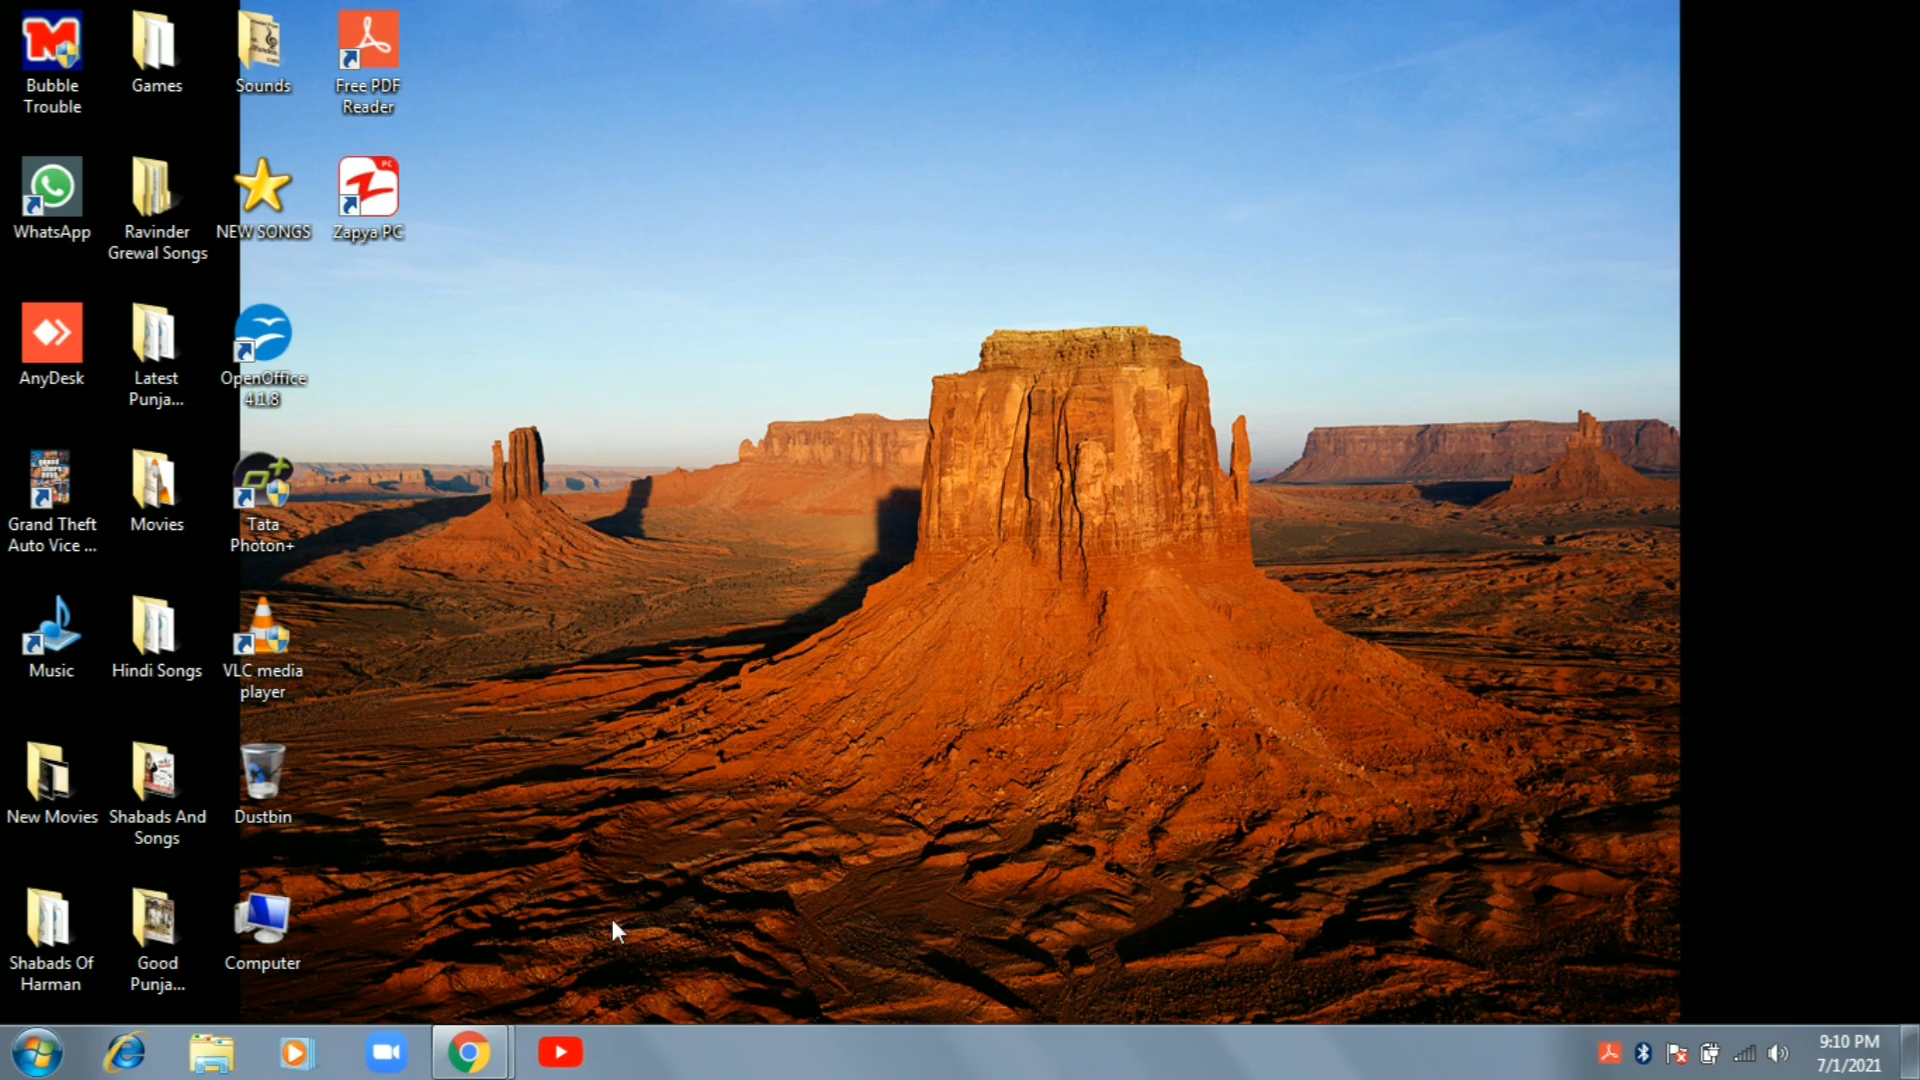 Bubble
Trouble
Games
Sounds
Free PDF
Reader
WhatsApp
Ravinder
Grewal Songs
NEW SONGS
PC
Zapya PC
AnyDesk
Latest
Punja...
OpenOffice
4.1.8
Grand Theft
Auto Vice ...
Movies
Tata
Photon+
Music
Hindi Songs
VLC media
player
New Movies
Shabads And
Songs
Dustbin
Shabads Of
Harman
Good
Punja...
Computer
9:10 PM
7/1/2021